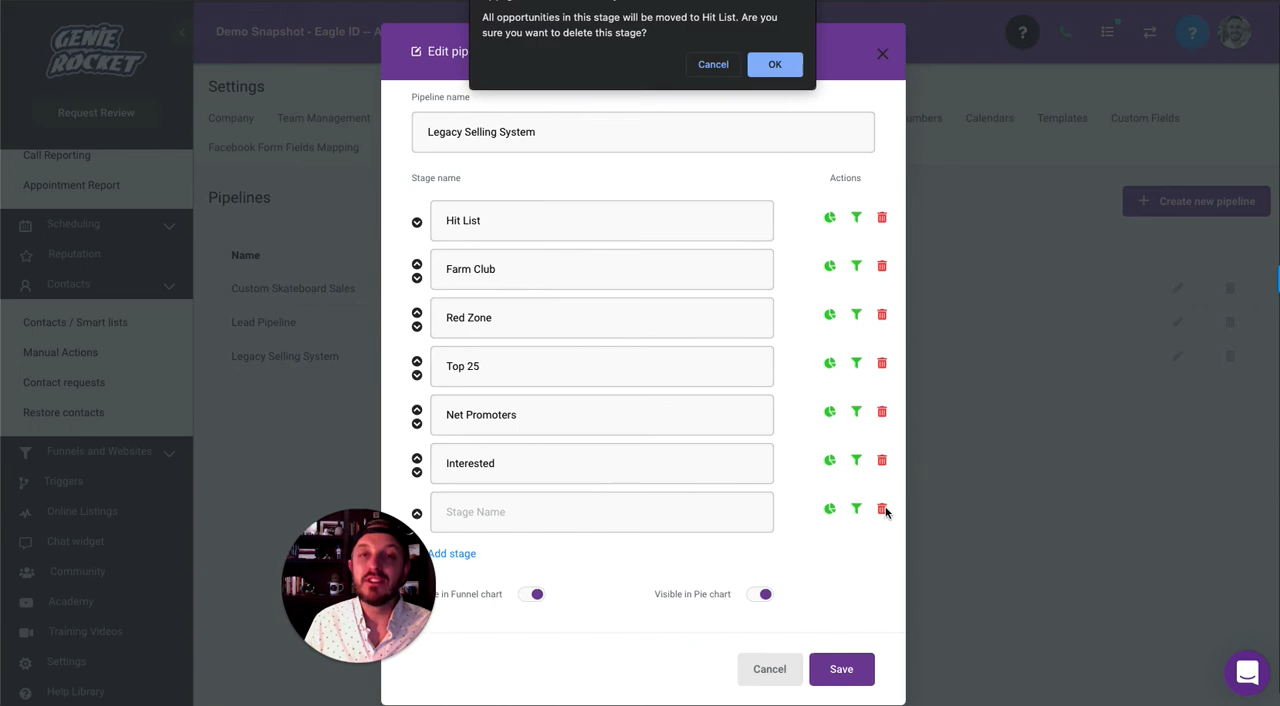 All opportunities in this stage will be moved to Hit List. Are you
sure you want to delete this stage?
Cancel
OK
GENIE
ROCKET
Request Review
Call Reporting
Appointment Report
Scheduling
Reputation
Contacts
Contacts / Smart lists
Manual Actions
Contact requests
Restore contacts
Funnels and Websites
Triggers
Online Listings
Chat widget
Community
Academy
Training Videos
Settings
Help Library
Demo Snapshot - Eagle ID -- A
?
?
Settings
Company
Team Management
Calendars
Templates
Custom Fields
Facebook Form Fields Mapping
Pipelines
Create new pipeline
Name
Custom Skateboard Sales
Lead Pipeline
Legacy Selling System
Edit pip
Pipeline name
Legacy Selling System
Stage name
Actions
Hit List
Farm Club
Red Zone
Top 25
Net Promoters
Interested
Stage Name
Add stage
in Funnel chart
Visible in Pie chart
Cancel
Save